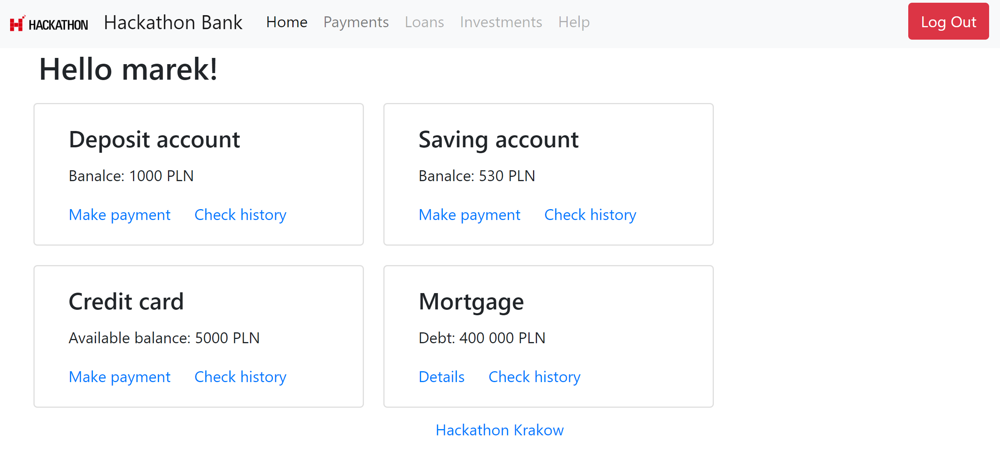 HACKATHON Hackathon Bank Home Payments Loans Investments Help Log Out
Hello marek!
Deposit account
Banalce: 1000 PLN
Make payment Check history
Saving account
Banalce: 530 PLN
Make payment Check history
Credit card
Available balance: 5000 PLN
Make payment Check history
Mortgage
Debt: 400 000 PLN
Details Check history
Hackathon Krakow